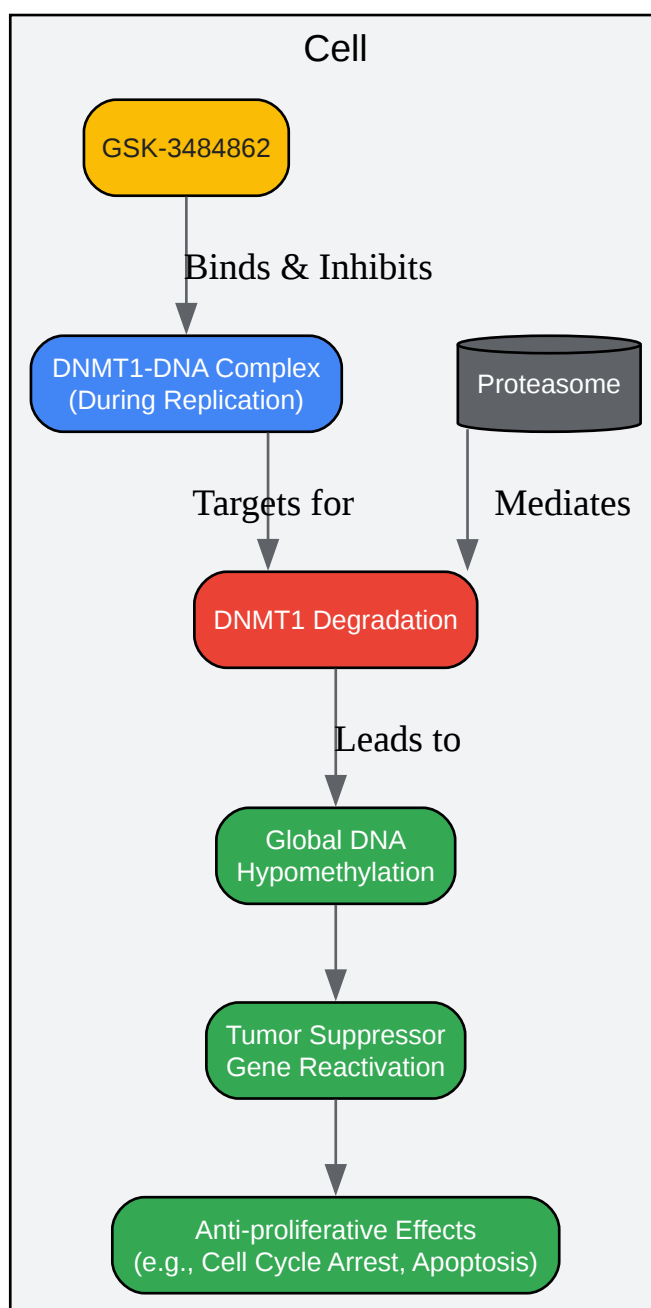 Cell
GSK-3484862
Binds & Inhibits
DNMT1-DNA Complex
(During Replication)
Proteasome
Targets for
Mediates
DNMT1 Degradation
Leads to
Global DNA
Hypomethylation
Tumor Suppressor
Gene Reactivation
Anti-proliferative Effects
(e.g., Cell Cycle Arrest, Apoptosis)